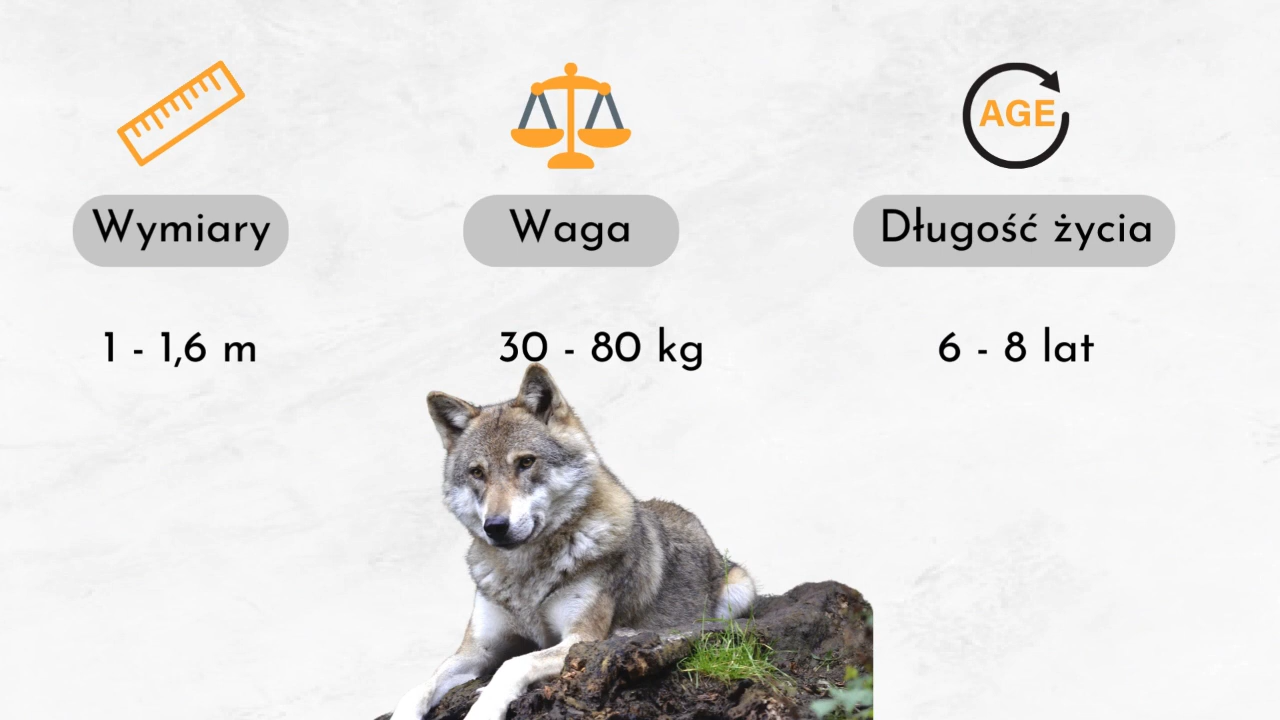 AGE
Wymiary
Waga
Długość życia
1 - 1,6 m
30 - 80 kg
6 - 8 lat